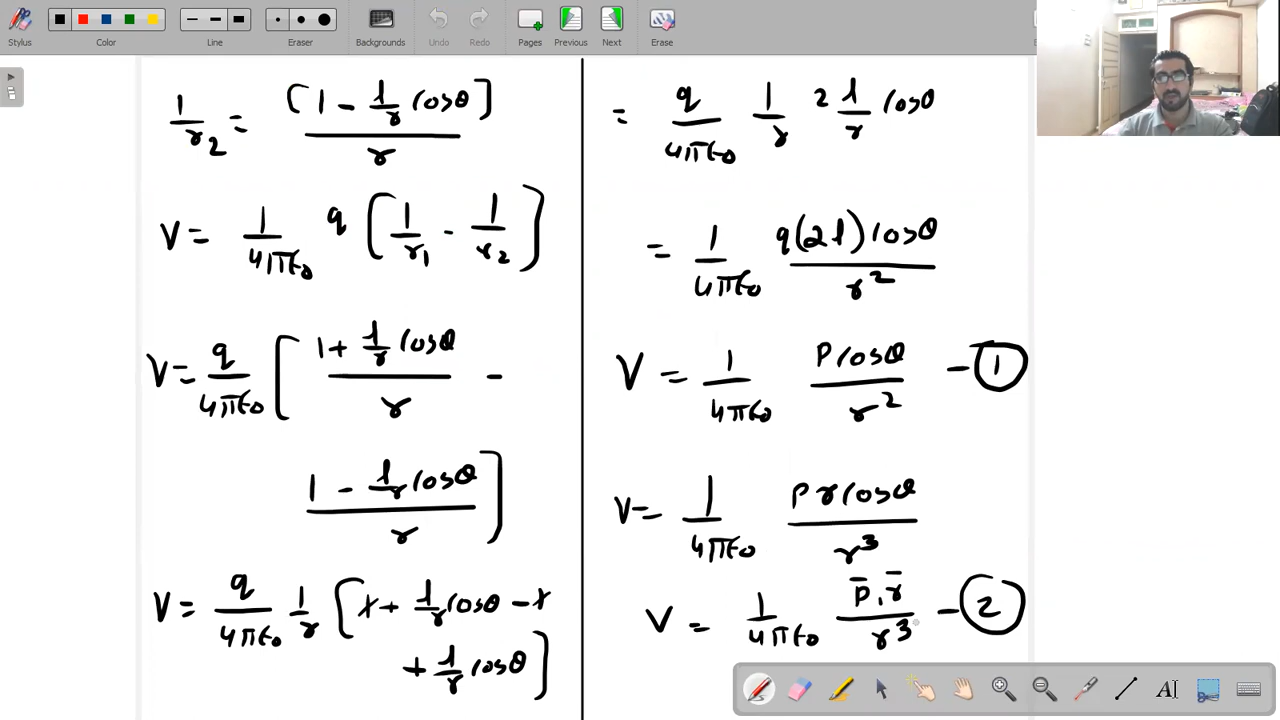 Stylus Color Line Eraser Backgrounds Undo Redo Pages Previous Next Erase
1/r₂ = [1 - l/r cosθ] / r
V = 1/4πϵ₀ q [1/r₁ - 1/r₂]
V = q/4πϵ₀ [ (1 + l/r cosθ) / r -
(1 - l/r cosθ) / r ]
V = q/4πϵ₀ 1/r [1 + l/r cosθ - 1
+ l/r cosθ]
= q/4πϵ₀ 1/r 2 l/r cosθ
= 1/4πϵ₀ q(2l) cosθ / r²
V = 1/4πϵ₀ P cosθ / r² - ①
V = 1/4πϵ₀ P r cosθ / r³
V = 1/4πϵ₀ p̄ . r̄ / r³ - ②